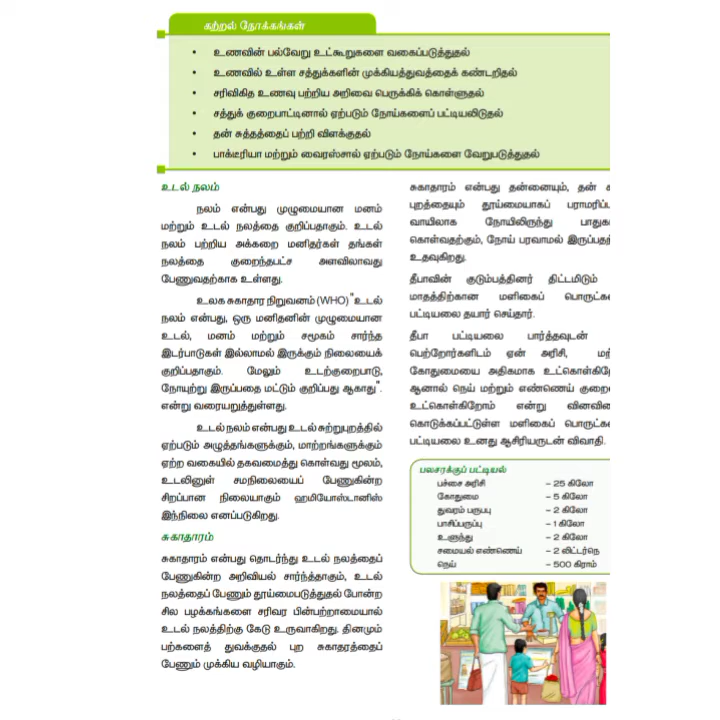 கற்றல் நோக்கங்கள்
• உணவின் பல்வேறு உட்கூறுகளை வகைப்படுத்துதல்
• உணவில் உள்ள சத்துக்களின் முக்கியத்துவத்தைக் கண்டறிதல்
• சரிவிகித உணவு பற்றிய அறிவை பெருக்கிக் கொள்ளுதல்
• சத்துக் குறைபாட்டினால் ஏற்படும் நோய்களைப் பட்டியலிடுதல்
• தன் சுத்தத்தைப் பற்றி விளக்குதல்
• பாக்டீரியா மற்றும் வைரஸ்சால் ஏற்படும் நோய்களை வேறுபடுத்துதல்
உடல் நலம்
நலம் என்பது முழுமையான மனம்
மற்றும் உடல் நலத்தை குறிப்பதாகும். உடல்
நலம் பற்றிய அக்கறை மனிதர்கள் தங்கள்
நலத்தை குறைந்தபட்ச அளவிலாவது
பேணுவதற்காக உள்ளது.
உலக சுகாதார நிறுவனம் (WHO) "உடல்
நலம் என்பது, ஒரு மனிதனின் முழுமையான
உடல், மனம் மற்றும் சமூகம் சார்ந்த
இடர்பாடுகள் இல்லாமல் இருக்கும் நிலையைக்
குறிப்பதாகும். மேலும் உடற்குறைபாடு,
நோயுற்று இருப்பதை மட்டும் குறிப்பது ஆகாது".
என்று வரையறுத்துள்ளது.
உடல் நலம் என்பது உடல் சுற்றுபுறத்தில்
ஏற்படும் அழுத்தங்களுக்கும், மாற்றங்களுக்கும்
ஏற்ற வகையில் தகவமைத்து கொள்வது மூலம்,
உடலினுள் சமநிலையைப் பேணுகின்ற
சிறப்பான நிலையாகும் ஹமியோஸ்டானிஸ்
இந்நிலை எனப்படுகிறது.
சுகாதாரம்
சுகாதாரம் என்பது தொடர்ந்து உடல் நலத்தைப்
பேணுகின்ற அறிவியல் சார்ந்த்தாகும், உடல்
நலத்தைப் பேணும் தூய்மைபடுத்துதல் போன்ற
சில பழக்கங்களை சரிவர பின்பற்றாமையால்
உடல் நலத்திற்கு கேடு உருவாகிறது. தினமும்
பற்களைத் துவக்குதல் புற சுகாதரத்தைப்
பேணும் முக்கிய வழியாகும்.
சுகாதாரம் என்பது தன்னையும், தன்
புறத்தையும் தூய்மையாகப்
வாயிலாக நோயிலிருந்து
கொள்வதற்கும், நோய் பரவாமல்
உதவுகிறது.
தீபாவின் குடும்பத்தினர் திட்டமிடும்
மாதத்திற்கான மளிகைப்
பட்டியலை தயார் செய்தார்.
தீபா பட்டியலை பார்த்தவுடன்
பெற்றோர்களிடம் ஏன் அரிசி,
கோதுமையை அதிகமாக
ஆனால் நெய் மற்றும் எண்ணெய்
உட்கொள்கிறோம் என்று
கொடுக்கப்பட்டுள்ள மளிகைப்
பட்டியலை உனது ஆசிரியருடன் விவாதி.
பலசரக்குப் பட்டியல்
பச்சை அரிசி – 25 கிலோ
கோதுமை – 5 கிலோ
துவரம் பருபபு – 2 கிலோ
பாசிப்பருப்பு – 1 கிலோ
உளுந்து – 2 கிலோ
சமையல் எண்ணெய் – 2 லிட்டர்நெ
நெய் – 500 கிராம்